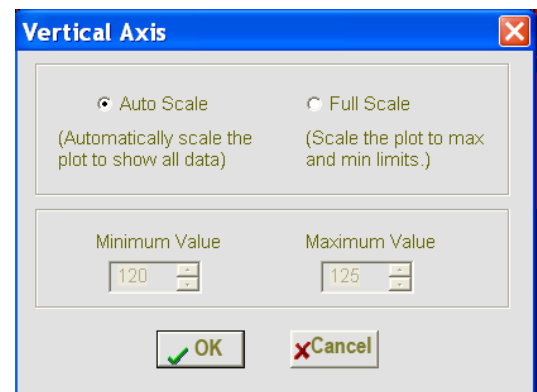 Vertical Axis
Auto Scale
Full Scale
(Automatically scale the
plot to show all data)
(Scale the plot to max
and min limits.)
Minimum Value
Maximum Value
120
125
OK
Cancel